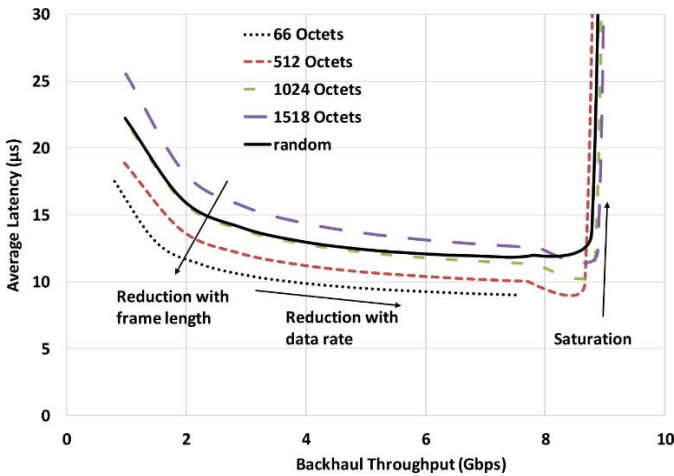 30
25
20
15
10
5
0
Average Latency (µs)
66 Octets
512 Octets
1024 Octets
1518 Octets
random
Reduction with
frame length
Reduction with
data rate
Saturation
0 2 4 6 8 10
Backhaul Throughput (Gbps)